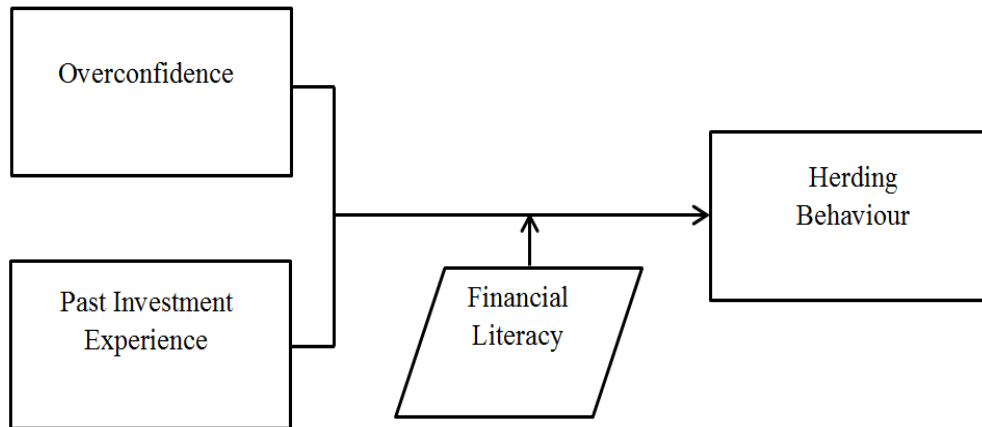 Overconfidence
Past Investment
Experience
Financial
Literacy
Herding
Behaviour